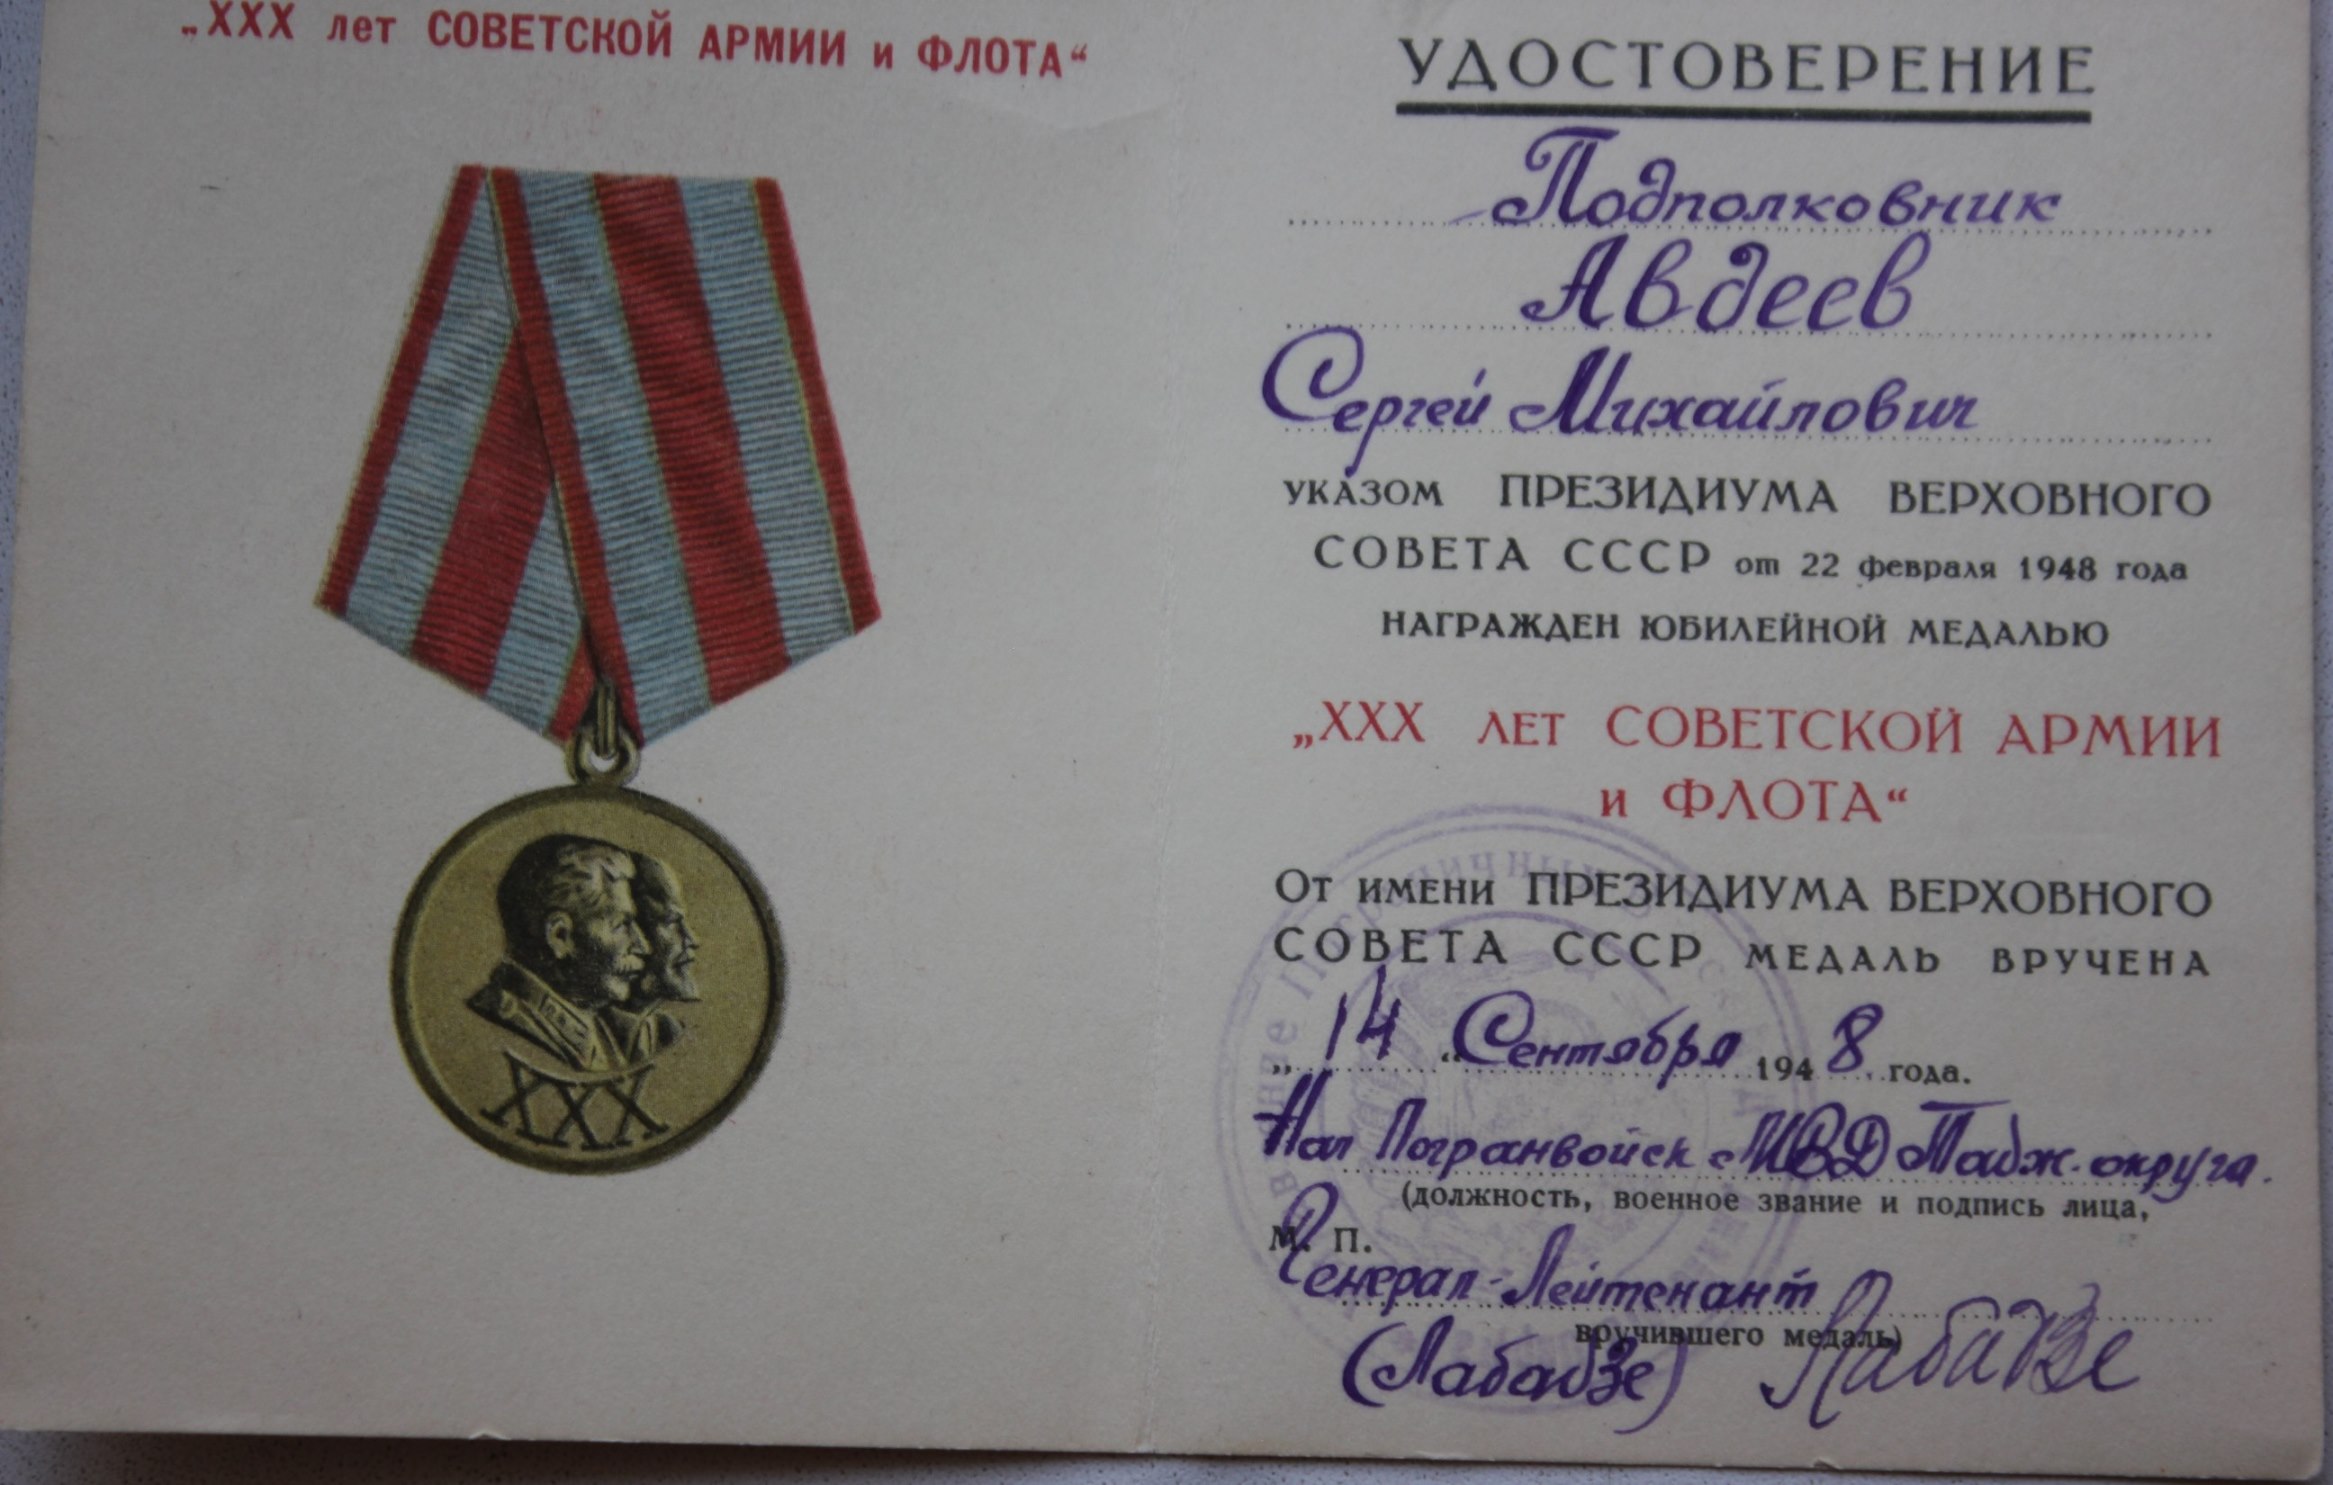 „XXX лет СОВЕТСКОЙ АРМИИ и ФЛОТА“
XXX
УДОСТОВЕРЕНИЕ
Подполковник
Авдеев
Сергей Михайлович
УКАЗОМ ПРЕЗИДИУМА ВЕРХОВНОГО
СОВЕТА СССР от 22 февраля 1948 года
НАГРАЖДЕН ЮБИЛЕЙНОЙ МЕДАЛЬЮ
„XXX ЛЕТ СОВЕТСКОЙ АРМИИ
и ФЛОТА“
От имени ПРЕЗИДИУМА ВЕРХОВНОГО
СОВЕТА СССР МЕДАЛЬ ВРУЧЕНА
„14“ Сентября 1948 года.
Нач Погранвойск МВД Тадж. округа.
(должность, военное звание и подпись лица,
М. П.
Генерал-Лейтенант
вручившего медаль)
(Лабадзе) Лабадзе